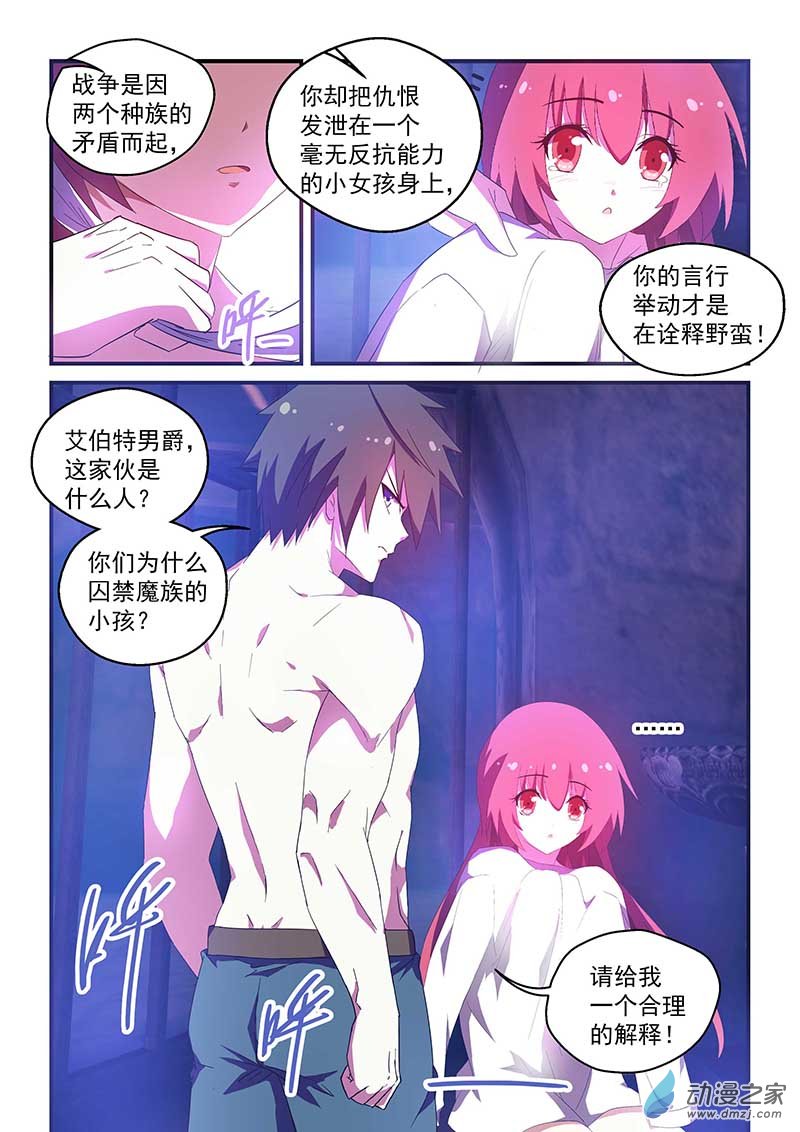 战争是因
两个种族的
矛盾而起，
你却把仇恨
发泄在一个
毫无反抗能力
的小女孩身上，
你的言行
举动才是
在诠释野蛮！
呼
艾伯特男爵，
这家伙是
什么人？
你们为什么
囚禁魔族的
小孩？
……
呼
呼
请给我
一个合理
的解释！
动漫之家
www.dmzj.com